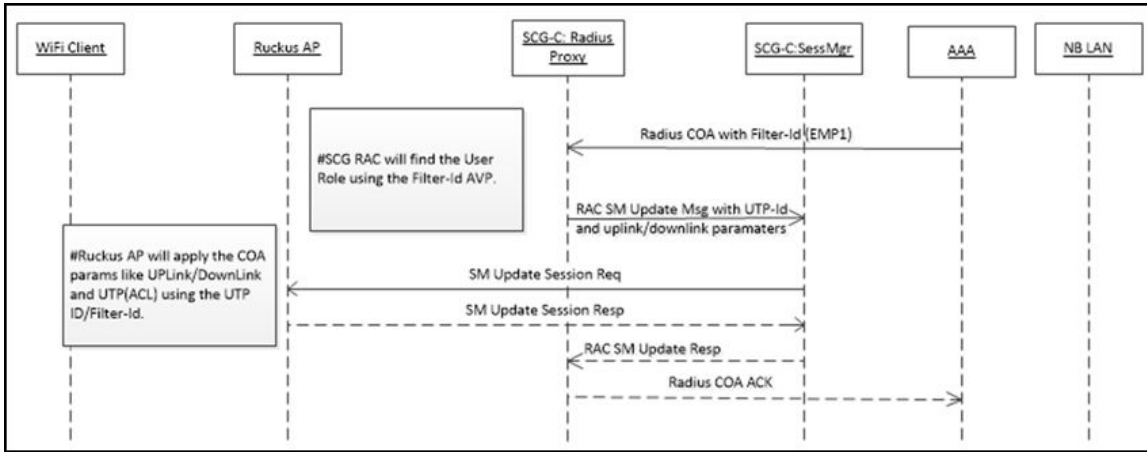 WiFi Client
Ruckus AP
SCG-C: Radius
Proxy
SCG-C:SessMgr
AAA
NB LAN
Radius COA with Filter-Id (EMP1)
#SCG RAC will find the User
Role using the Filter-Id AVP.
RAC SM Update Msg with UTP-Id
and uplink/downlink paramaters
#Ruckus AP will apply the COA
params like UPLink/DownLink
and UTP(ACL) using the UTP
ID/Filter-Id.
SM Update Session Req
SM Update Session Resp
RAC SM Update Resp
Radius COA ACK